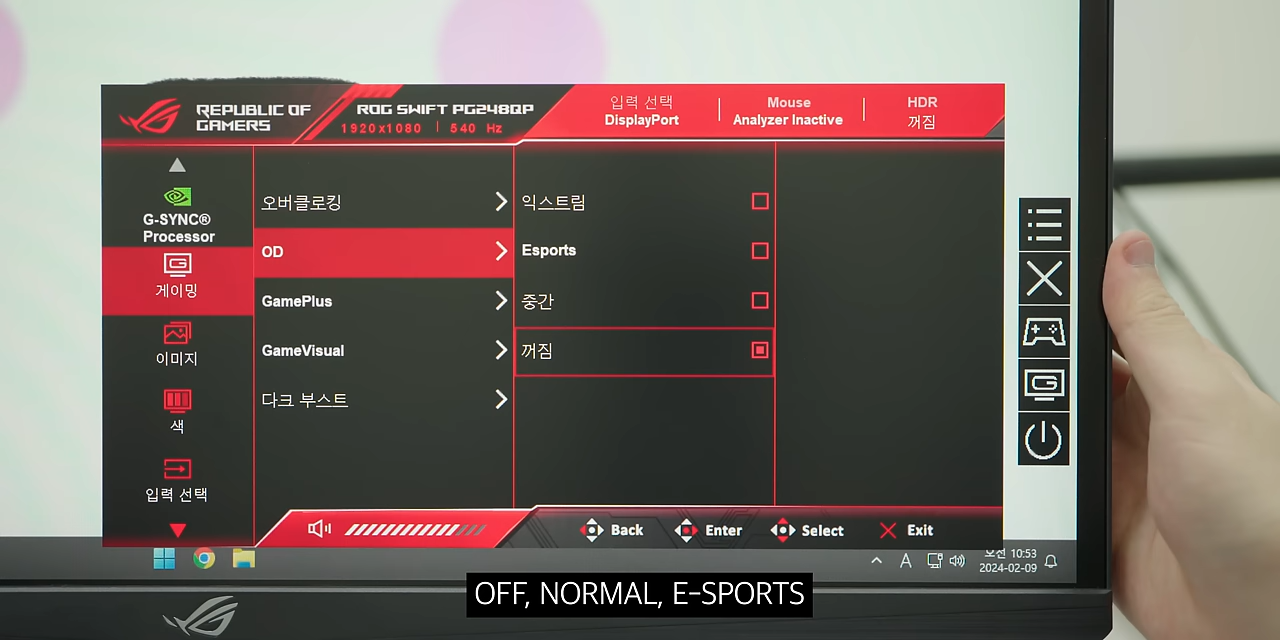 REPUBLIC OF
GAMERS
ROG SWIFT PG248QP
1920x1080 | 540 Hz
입력 선택
DisplayPort
Mouse
Analyzer Inactive
HDR
꺼짐
G-SYNC®
Processor
게이밍
이미지
색
입력 선택
오버클로킹
OD
GamePlus
GameVisual
다크 부스트
익스트림
Esports
중간
꺼짐
Back
Enter
Select
Exit
A
오전 10:53
2024-02-09
OFF, NORMAL, E-SPORTS